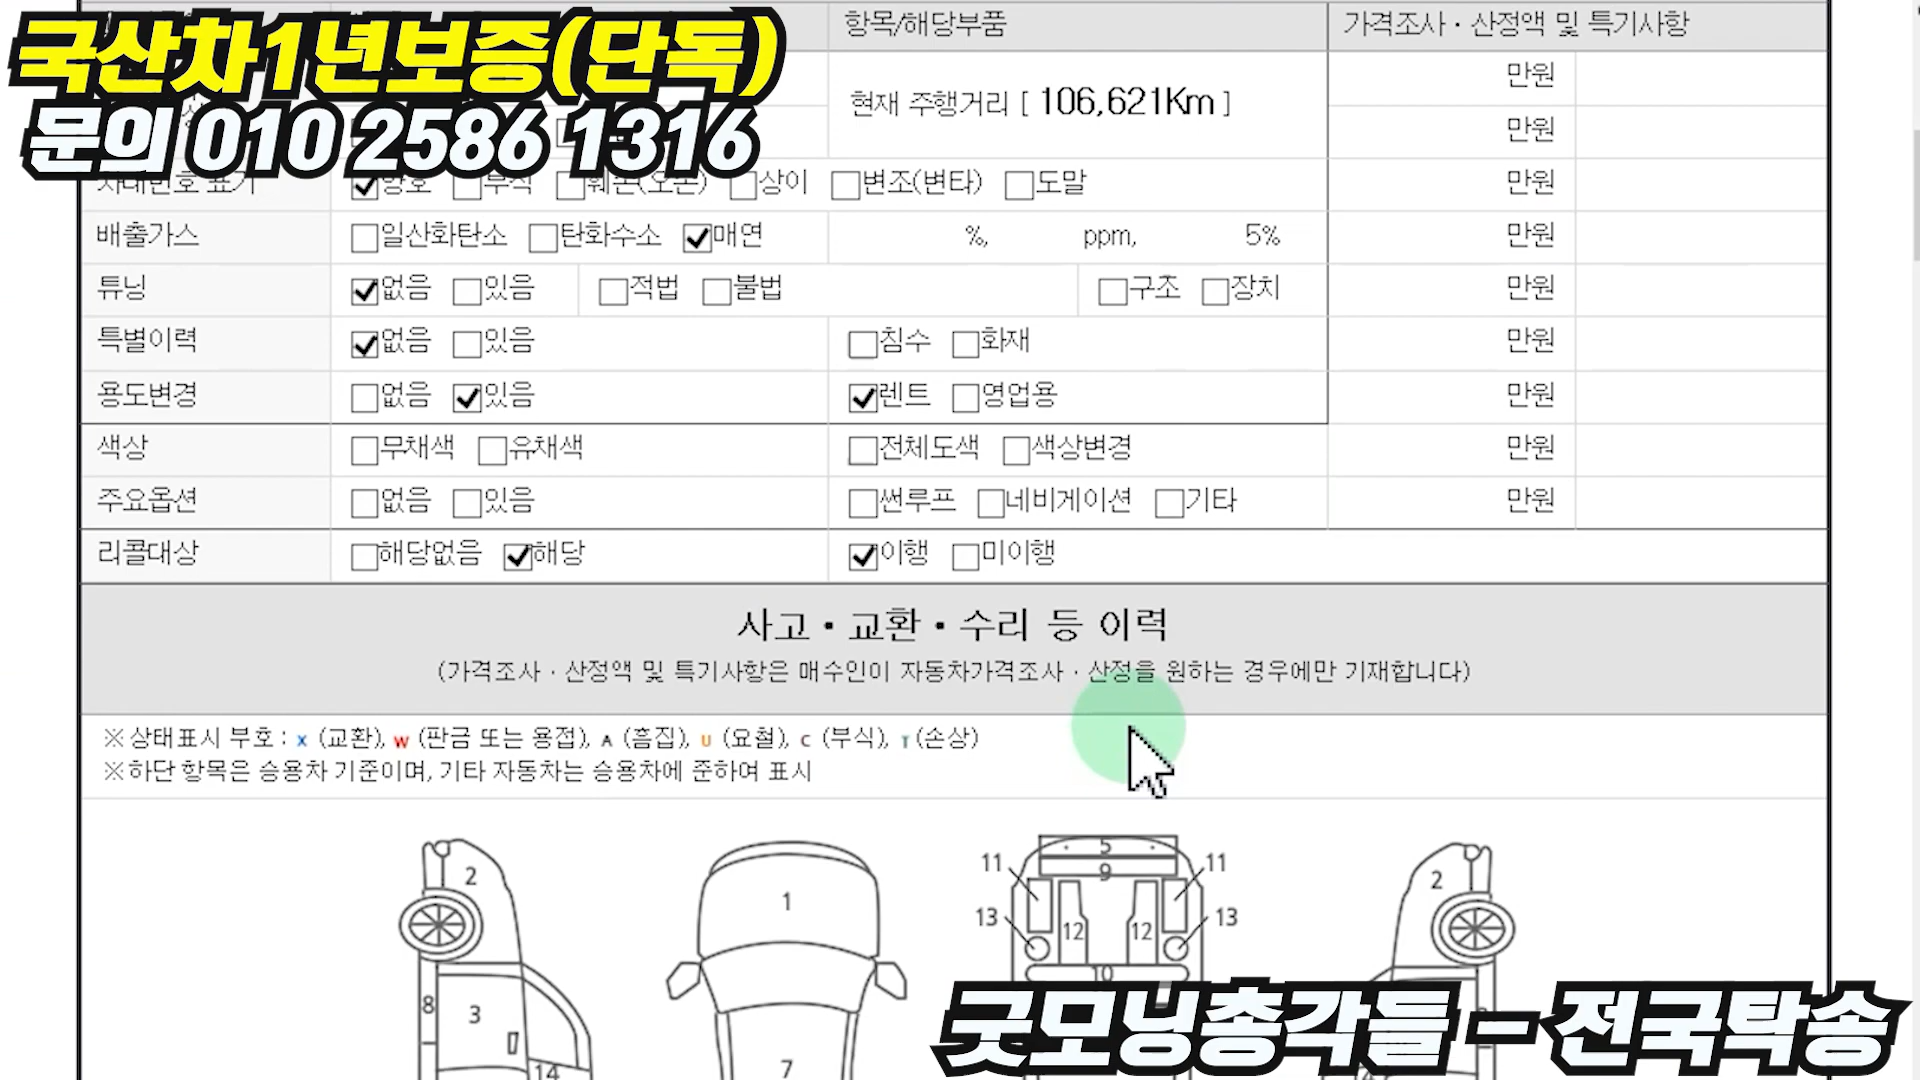 국산차1년보증(단독)
문의 010 2586 1316
항목/해당부품 가격조사·산정액 및 특기사항
만원
현재 주행거리 [ 106,621Km ]
만원
차대번호 표기 양호 부식 훼손(오손) 상이 변조(변타) 도말 만원
배출가스 일산화탄소 탄화수소 매연 %, ppm, 5% 만원
튜닝 없음 있음 적법 불법 구조 장치 만원
특별이력 없음 있음 침수 화재 만원
용도변경 없음 있음 렌트 영업용 만원
색상 무채색 유채색 전체도색 색상변경 만원
주요옵션 없음 있음 썬루프 네비게이션 기타 만원
리콜대상 해당없음 해당 이행 미이행
사고·교환·수리 등 이력
(가격조사·산정액 및 특기사항은 매수인이 자동차가격조사·산정을 원하는 경우에만 기재합니다)
※상태표시 부호 : X (교환), W (판금 또는 용접), A (흠집), U (요철), C (부식), T (손상)
※하단 항목은 승용차 기준이며, 기타 자동차는 승용차에 준하여 표시
5
11 11
9
2 1 2
13 12 12 13
10
8 3
7
14
굿모닝총각들 – 전국탁송